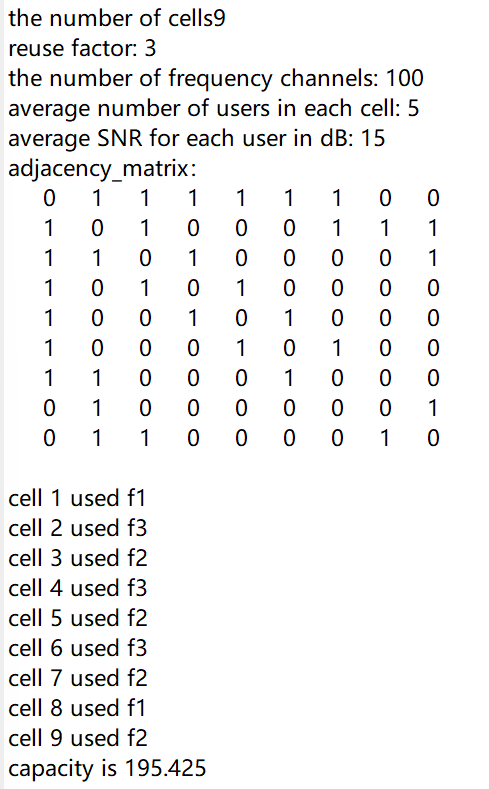 the number of cells9
reuse factor: 3
the number of frequency channels: 100
average number of users in each cell: 5
average SNR for each user in dB: 15
adjacency_matrix:
0 1 1 1 1 1 1 0 0
1 0 1 0 0 0 1 1 1
1 1 0 1 0 0 0 0 1
1 0 1 0 1 0 0 0 0
1 0 0 1 0 1 0 0 0
1 0 0 0 1 0 1 0 0
1 1 0 0 0 1 0 0 0
0 1 0 0 0 0 0 0 1
0 1 1 0 0 0 0 1 0
cell 1 used f1
cell 2 used f3
cell 3 used f2
cell 4 used f3
cell 5 used f2
cell 6 used f3
cell 7 used f2
cell 8 used f1
cell 9 used f2
capacity is 195.425